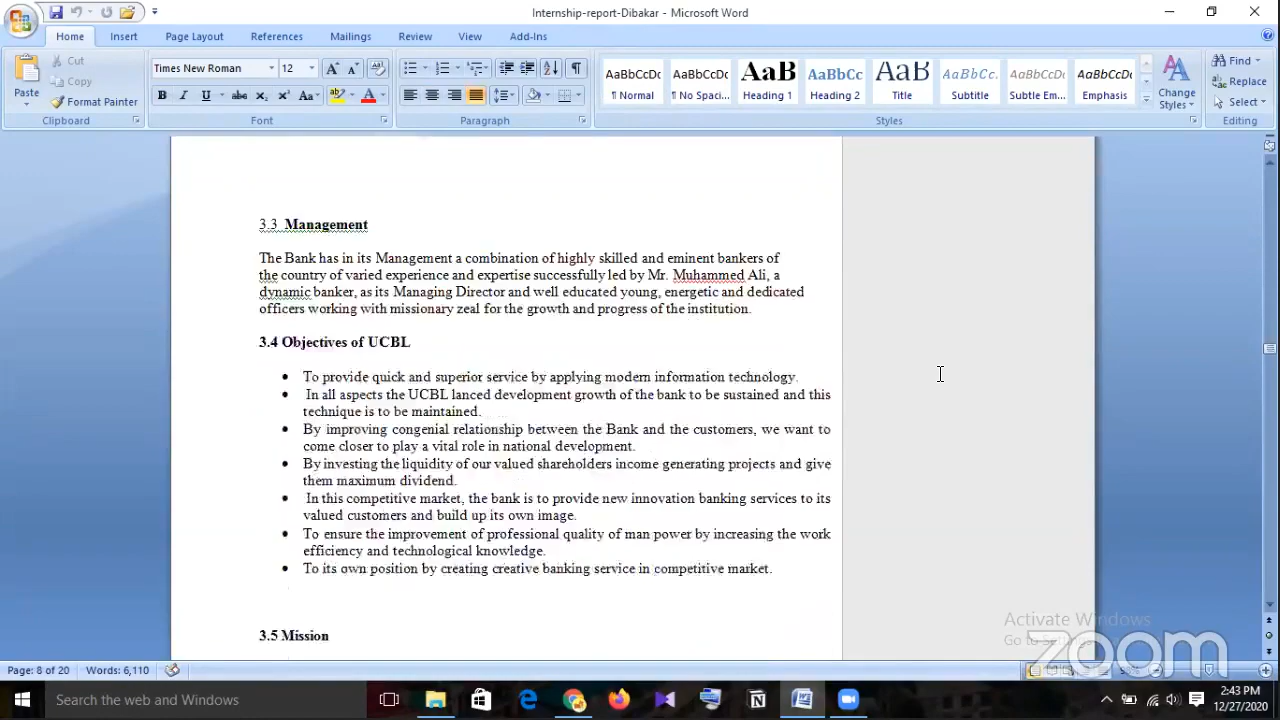 Internship-report-Dibakar - Microsoft Word
Home Insert Page Layout References Mailings Review View Add-Ins
Paste
Cut
Copy
Format Painter
Clipboard
Times New Roman 12
Font
Paragraph
AaBbCcDc AaBbCcDc AaB AaBbCc AaB AaBbCc. AaBbCcDc AaBbCcDc
¶ Normal ¶ No Spaci... Heading 1 Heading 2 Title Subtitle Subtle Em... Emphasis
Change
Styles
Styles
Find
Replace
Select
Editing
3.3 Management
The Bank has in its Management a combination of highly skilled and eminent bankers of
the country of varied experience and expertise successfully led by Mr. Muhammed Ali, a
dynamic banker, as its Managing Director and well educated young, energetic and dedicated
officers working with missionary zeal for the growth and progress of the institution.
3.4 Objectives of UCBL
• To provide quick and superior service by applying modern information technology.
• In all aspects the UCBL lanced development growth of the bank to be sustained and this
technique is to be maintained.
• By improving congenial relationship between the Bank and the customers, we want to
come closer to play a vital role in national development.
• By investing the liquidity of our valued shareholders income generating projects and give
them maximum dividend.
• In this competitive market, the bank is to provide new innovation banking services to its
valued customers and build up its own image.
• To ensure the improvement of professional quality of man power by increasing the work
efficiency and technological knowledge.
• To its own position by creating creative banking service in competitive market.
3.5 Mission
Activate Windows
Go to
zoom
Page: 8 of 20 Words: 6,110
Search the web and Windows
2:43 PM
12/27/2020